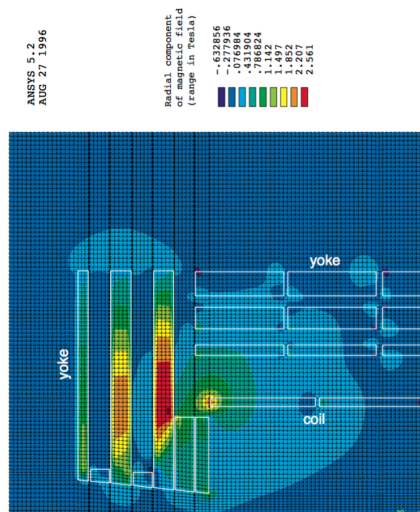 ANSYS 5.2
AUG 27 1996
Radial component
of magnetic field
(range in Tesla)
-.632856
-.277936
.076984
.431904
.786824
1.142
1.497
1.852
2.207
2.561
yoke
yoke
coil